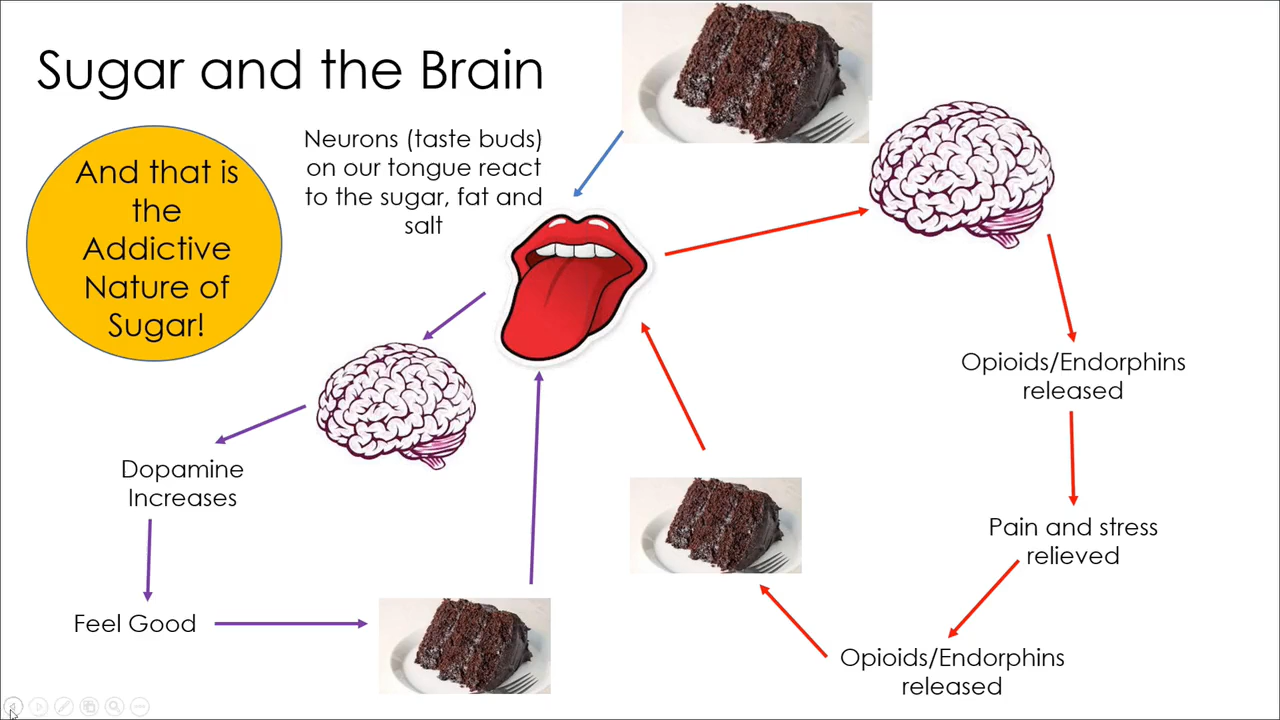 Sugar and the Brain
And that is
the
Addictive
Nature of
Sugar!
Neurons (taste buds)
on our tongue react
to the sugar, fat and
salt
Dopamine
Increases
Feel Good
Opioids/Endorphins
released
Pain and stress
relieved
Opioids/Endorphins
released